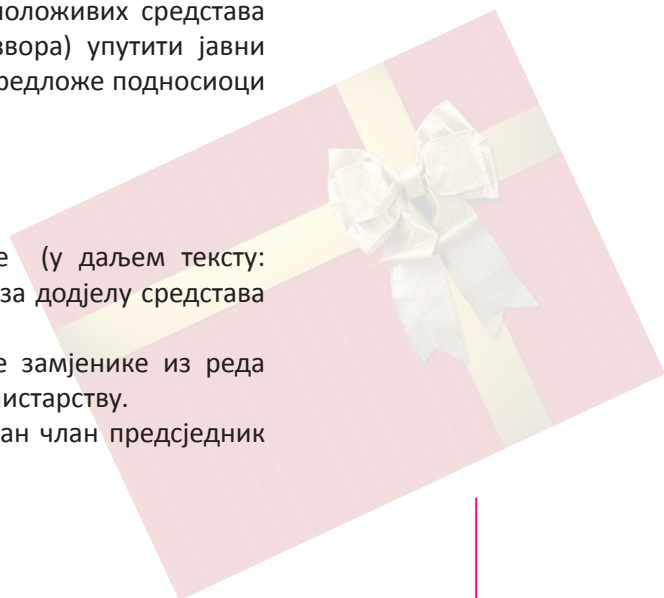 положивих средстава
звора) упутити јавни
редложе подносиоци
е (у даљем тексту:
за додјелу средстава
е замјенике из реда
нистарству.
ан члан предсједник